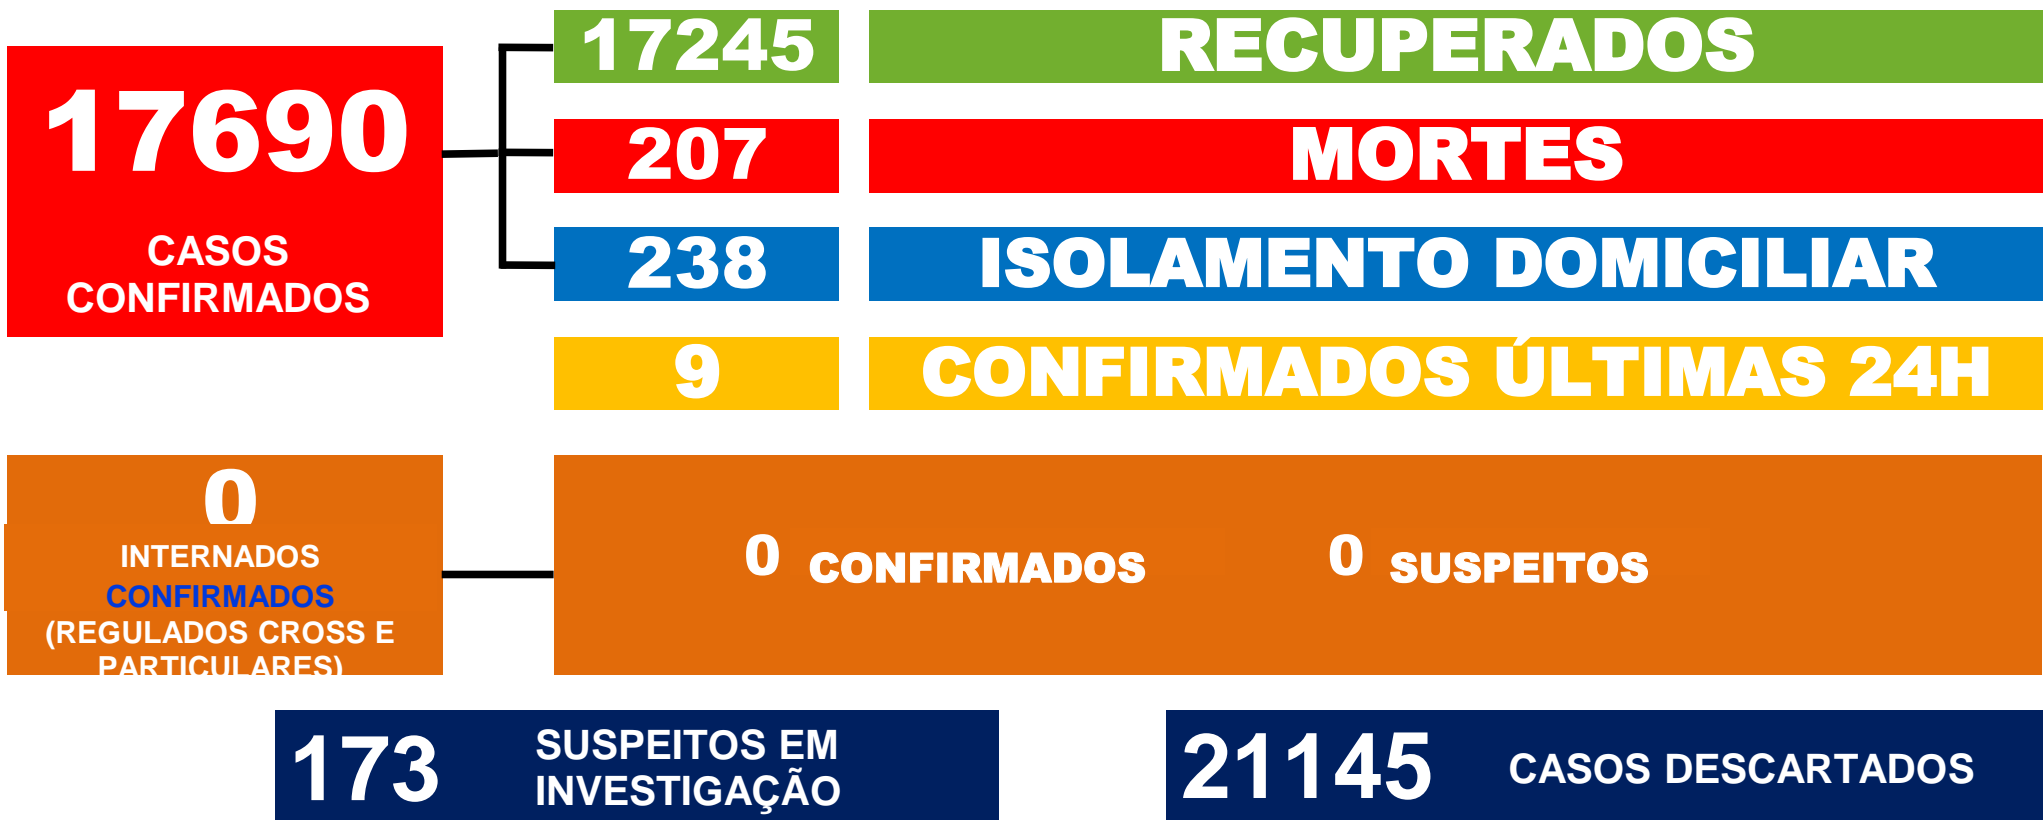 17690
CASOS
CONFIRMADOS
17245 RECUPERADOS
207 MORTES
238 ISOLAMENTO DOMICILIAR
9 CONFIRMADOS ÚLTIMAS 24H
0
INTERNADOS
CONFIRMADOS
(REGULADOS CROSS E
PARTICULARES)
0 CONFIRMADOS 0 SUSPEITOS
173 SUSPEITOS EM
INVESTIGAÇÃO
21145 CASOS DESCARTADOS